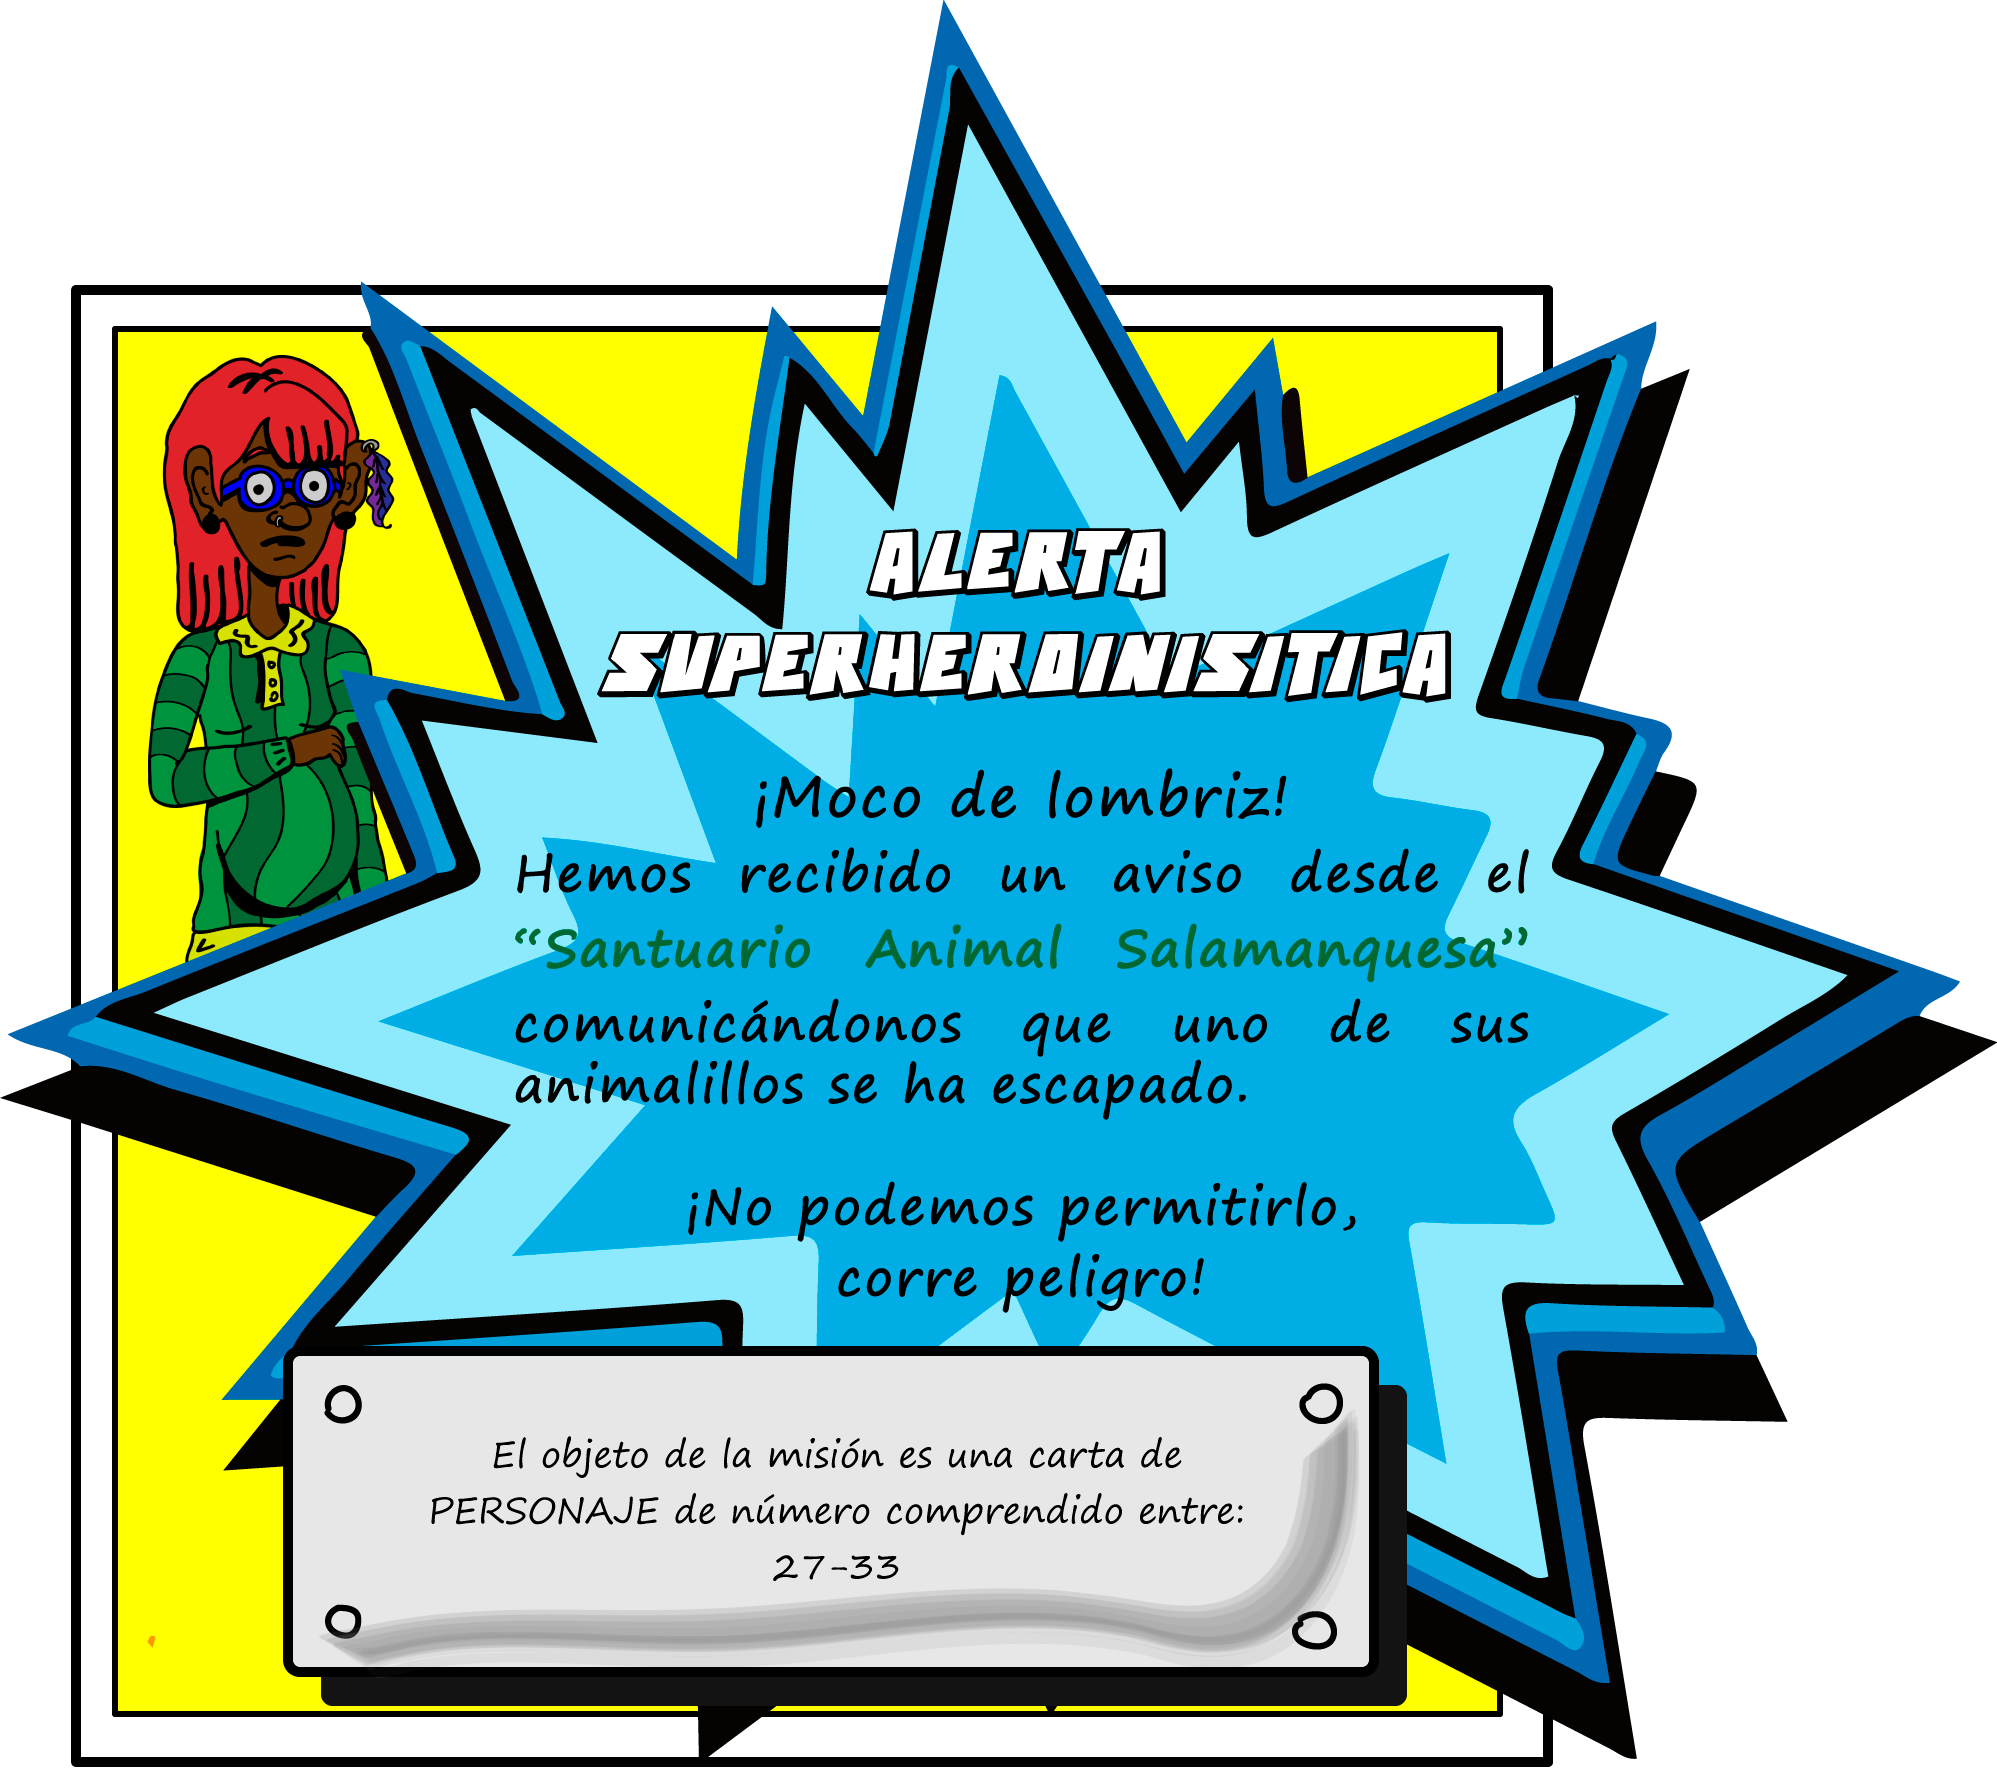 ALERTA
SUPERHEROINISITICA
¡Moco de lombriz!
Hemos recibido un aviso desde el
“Santuario Animal Salamanquesa”
comunicándonos que uno de sus
animalillos se ha escapado.
¡No podemos permitirlo,
corre peligro!
El objeto de la misión es una carta de
PERSONAJE de número comprendido entre:
27-33